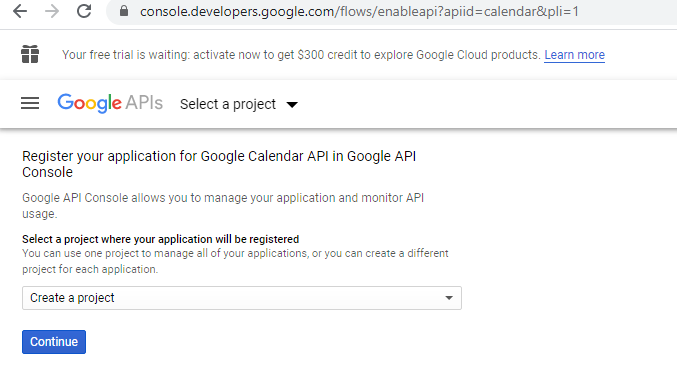 console.developers.google.com/flows/enableapi?apiid=calendar&pli=1
Your free trial is waiting: activate now to get $300 credit to explore Google Cloud products. Learn more
Google APIs Select a project
Register your application for Google Calendar API in Google API
Console
Google API Console allows you to manage your application and monitor API
usage.
Select a project where your application will be registered
You can use one project to manage all of your applications, or you can create a different
project for each application.
Create a project
Continue